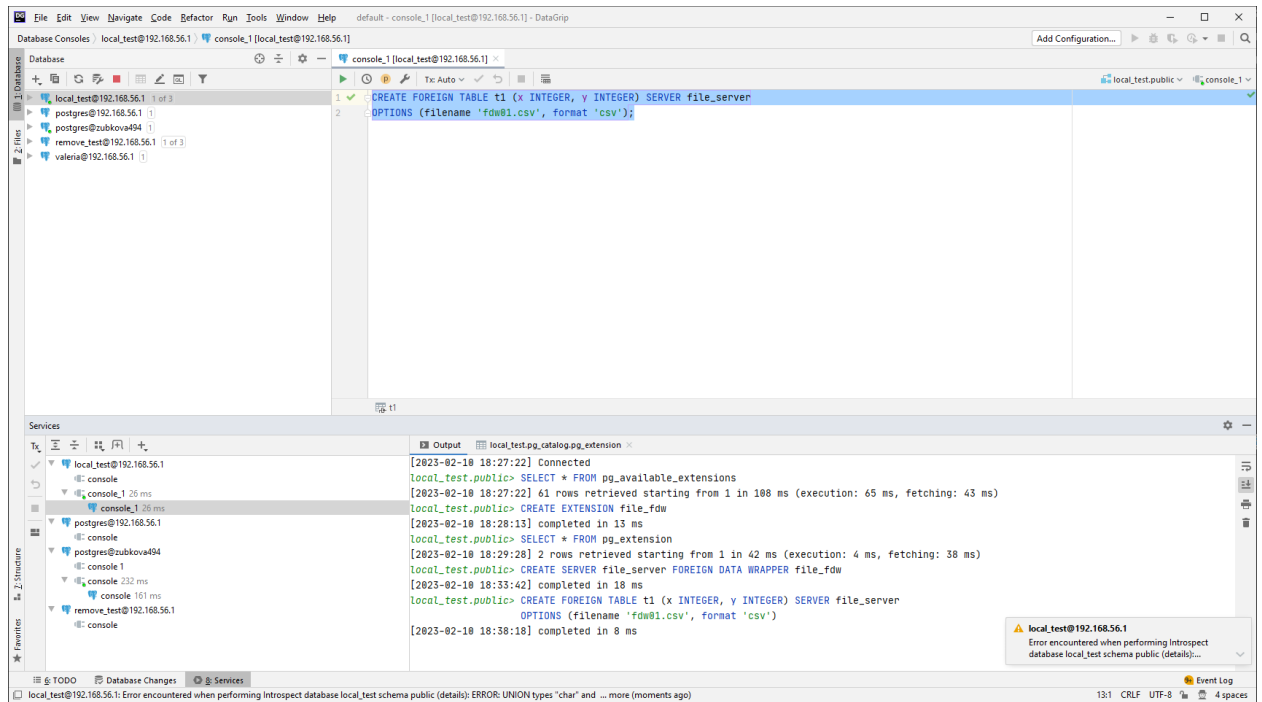 File Edit View Navigate Code Refactor Run Tools Window Help default - console_1 [local_test@192.168.56.1] - DataGrip
Database Consoles local_test@192.168.56.1 console_1 [local_test@192.168.56.1] Add Configuration...
1: Database
Database
console_1 [local_test@192.168.56.1]
Tx: Auto
local_test.public console_1
local_test@192.168.56.1 1 of 3
postgres@192.168.56.1 1
postgres@zubkova494 1
remove_test@192.168.56.1 1 of 3
valeria@192.168.56.1 1
2: Files
1 CREATE FOREIGN TABLE t1 (x INTEGER, y INTEGER) SERVER file_server
2 OPTIONS (filename 'fdw01.csv', format 'csv');
t1
Services
Tx
Output local_test.pg_catalog.pg_extension
local_test@192.168.56.1
console
console_1 26 ms
console_1 26 ms
postgres@192.168.56.1
console
postgres@zubkova494
console 1
console 232 ms
console 161 ms
remove_test@192.168.56.1
console
[2023-02-10 18:27:22] Connected
local_test.public> SELECT * FROM pg_available_extensions
[2023-02-10 18:27:22] 61 rows retrieved starting from 1 in 108 ms (execution: 65 ms, fetching: 43 ms)
local_test.public> CREATE EXTENSION file_fdw
[2023-02-10 18:28:13] completed in 13 ms
local_test.public> SELECT * FROM pg_extension
[2023-02-10 18:29:28] 2 rows retrieved starting from 1 in 42 ms (execution: 4 ms, fetching: 38 ms)
local_test.public> CREATE SERVER file_server FOREIGN DATA WRAPPER file_fdw
[2023-02-10 18:33:42] completed in 18 ms
local_test.public> CREATE FOREIGN TABLE t1 (x INTEGER, y INTEGER) SERVER file_server
OPTIONS (filename 'fdw01.csv', format 'csv')
[2023-02-10 18:38:18] completed in 8 ms
7: Structure
Favorites
local_test@192.168.56.1
Error encountered when performing Introspect
database local_test schema public (details):...
6: TODO Database Changes 8: Services Event Log
local_test@192.168.56.1: Error encountered when performing Introspect database local_test schema public (details): ERROR: UNION types "char" and ... more (moments ago) 13:1 CRLF UTF-8 4 spaces